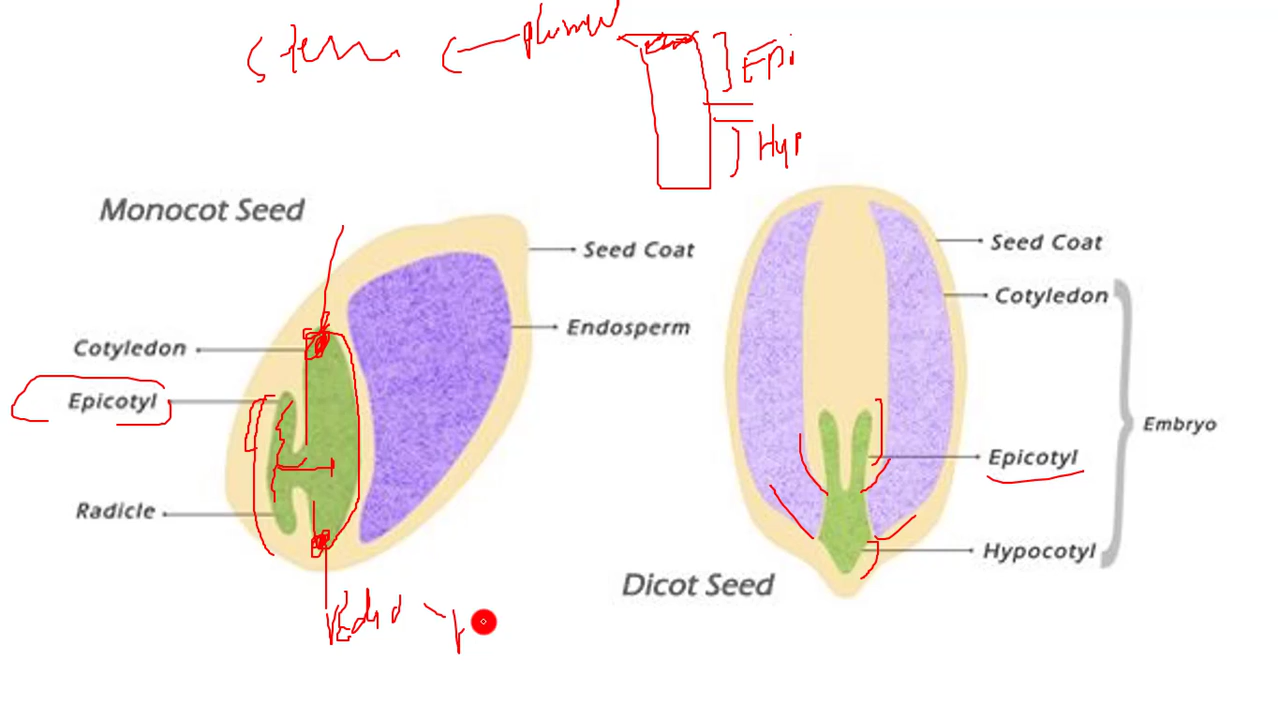 Stem
plumul
Epi
Hyp
Monocot Seed
Seed Coat
Endosperm
Cotyledon
Epicotyl
Radicle
Seed Coat
Cotyledon
Embryo
Epicotyl
Hypocotyl
Dicot Seed